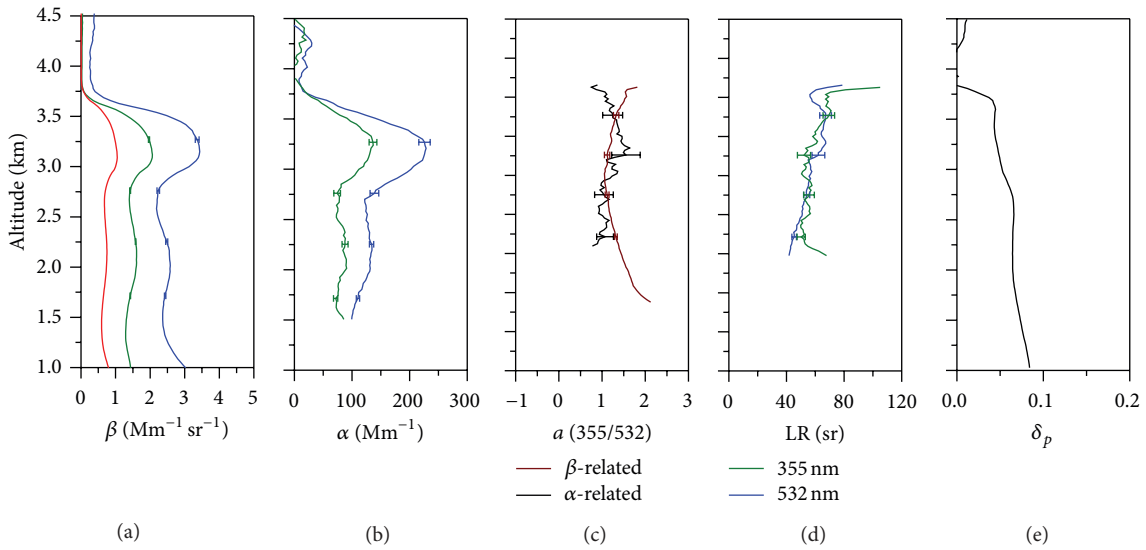 4.5
4.0
3.5
3.0
2.5
2.0
1.5
1.0
Altitude (km)
0 1 2 3 4 5
0 100 200 300
−1 0 1 2 3
0 40 80 120
0.0 0.1 0.2
β (Mm⁻¹ sr⁻¹)
α (Mm⁻¹)
a (355/532)
LR (sr)
δp
β-related
α-related
355 nm
532 nm
(a)
(b)
(c)
(d)
(e)